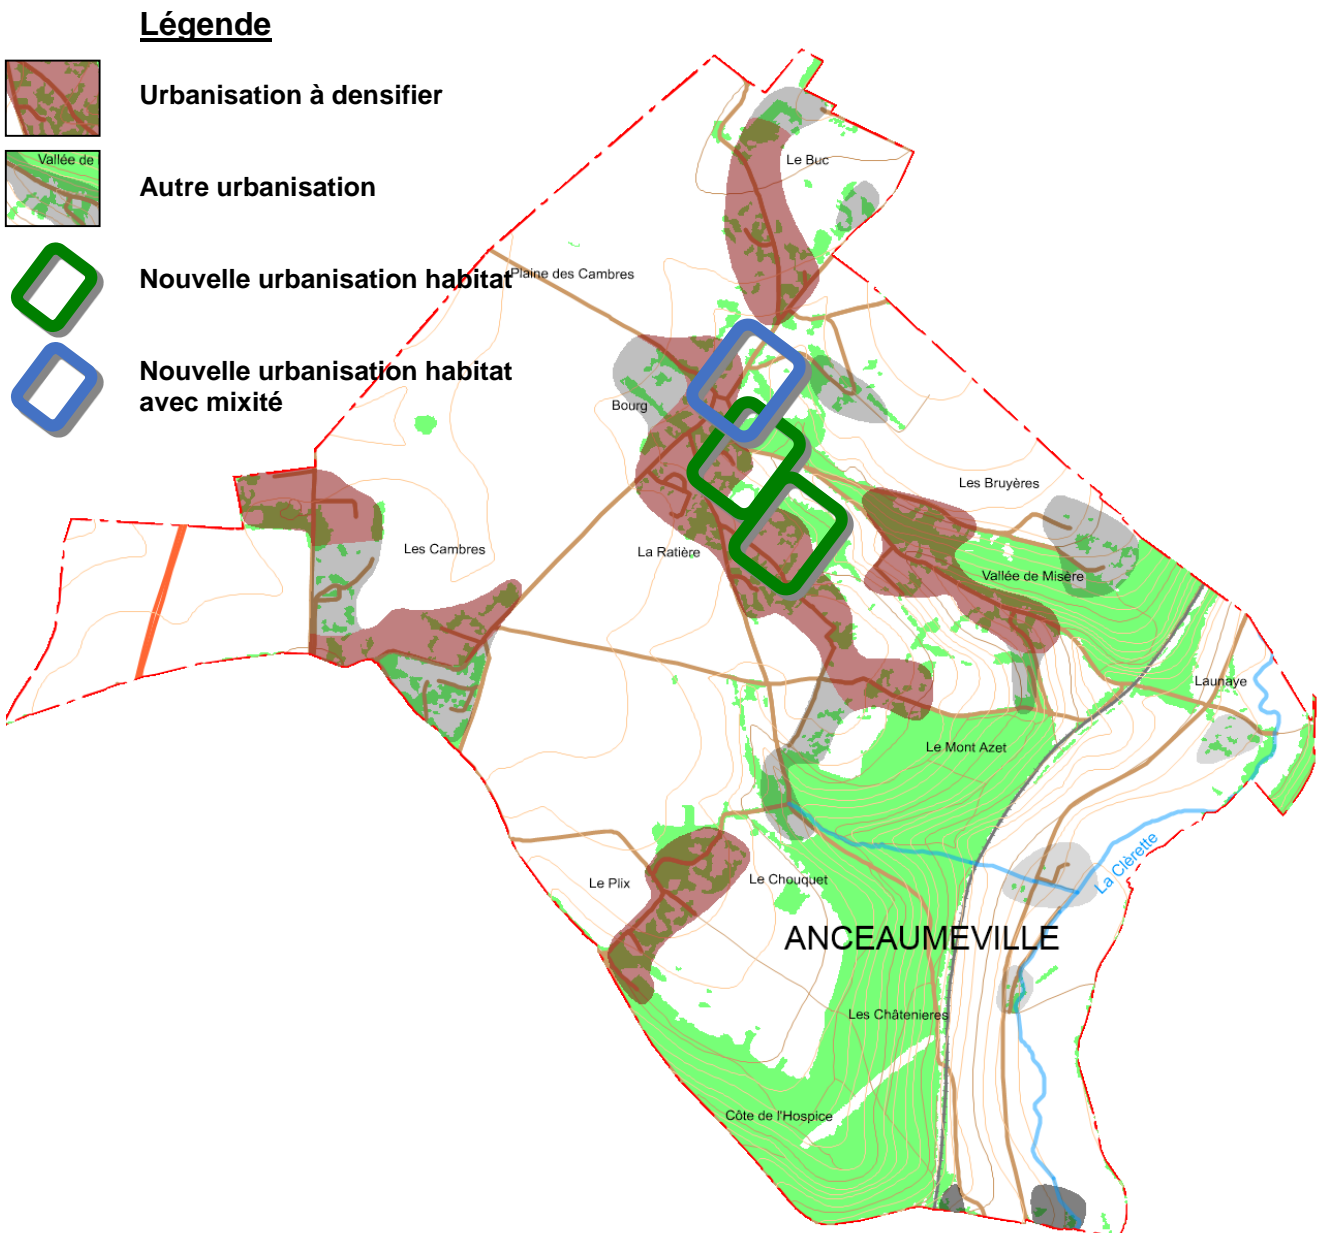 Légende
Urbanisation à densifier
Vallée de
Autre urbanisation
Nouvelle urbanisation habitat
Nouvelle urbanisation habitat
avec mixité
Le Buc
Plaine des Cambres
Bourg
Les Bruyères
Les Cambres
La Ratière
Vallée de Misère
Launaye
Le Mont Azet
La Clèrette
Le Plix
Le Chouquet
ANCEAUMEVILLE
Les Châtenieres
Côte de l'Hospice